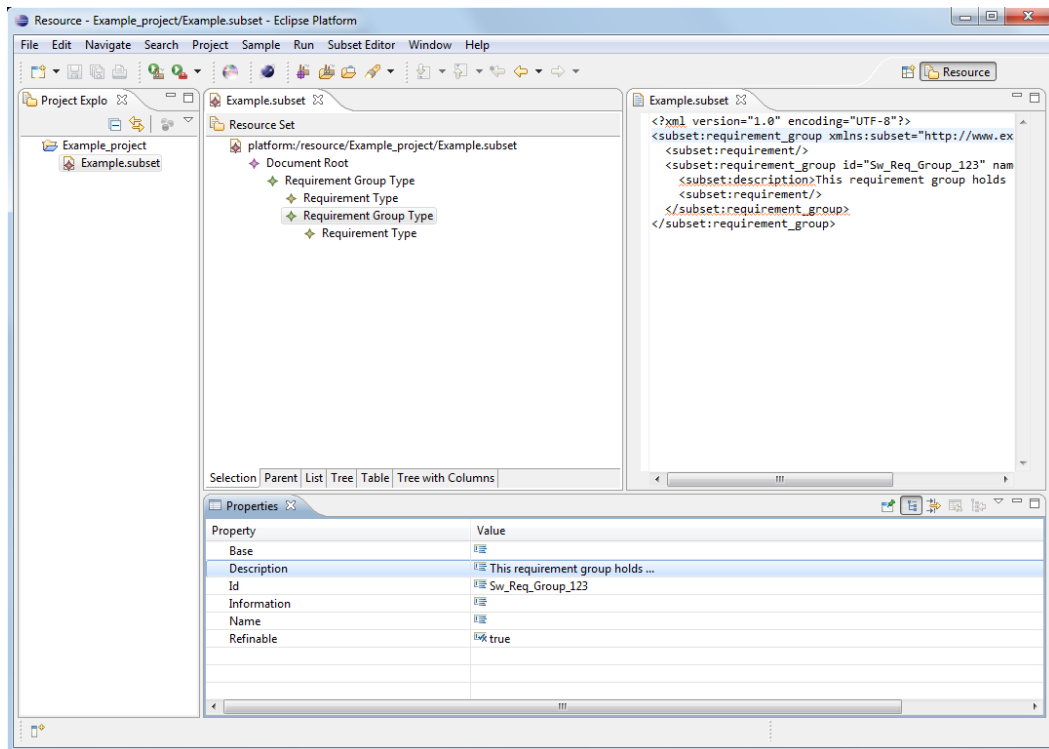 Resource - Example_project/Example.subset - Eclipse Platform
File Edit Navigate Search Project Sample Run Subset Editor Window Help
Resource
Project Explo
Example_project
Example.subset
Example.subset
Resource Set
platform:/resource/Example_project/Example.subset
Document Root
Requirement Group Type
Requirement Type
Requirement Group Type
Requirement Type
Selection Parent List Tree Table Tree with Columns
Example.subset
<?xml version="1.0" encoding="UTF-8"?>
<subset:requirement_group xmlns:subset="http://www.ex
<subset:requirement/>
<subset:requirement_group id="Sw_Req_Group_123" nam
<subset:description>This requirement group holds
<subset:requirement/>
</subset:requirement_group>
</subset:requirement_group>
Properties
Property Value
Base
Description This requirement group holds ...
Id Sw_Req_Group_123
Information
Name
Refinable true